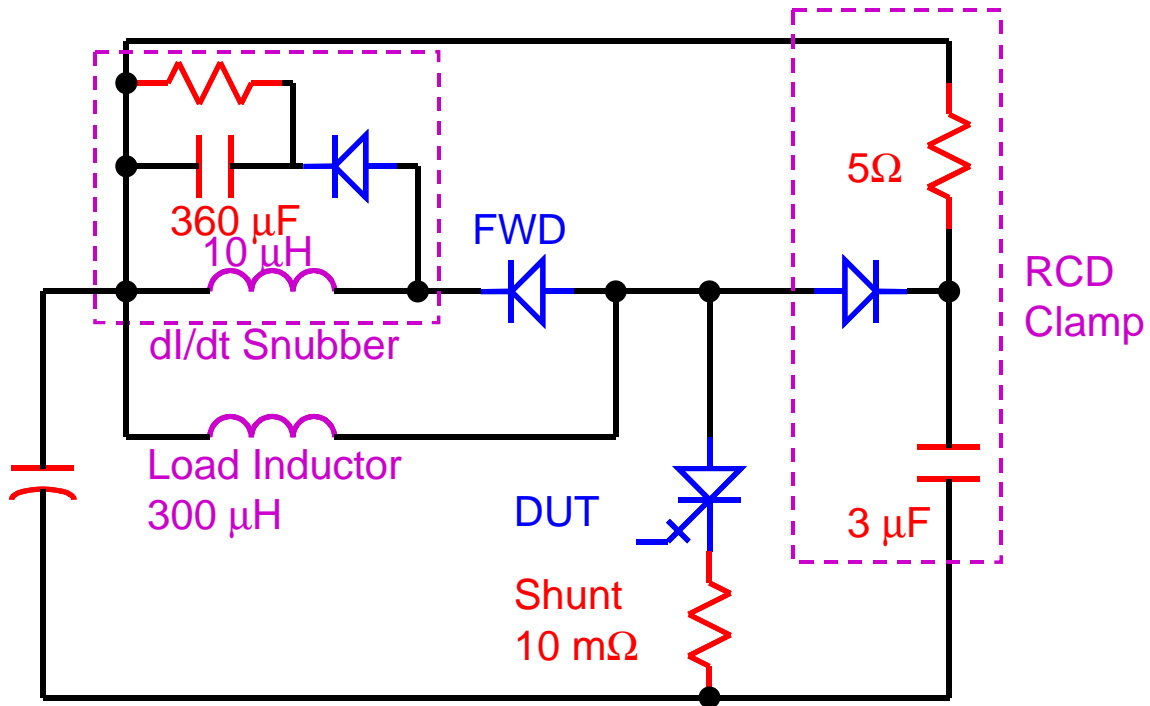 5Ω
360 μF
10 μH
FWD
RCD
Clamp
dI/dt Snubber
Load Inductor
300 μH
DUT
3 μF
Shunt
10 mΩ